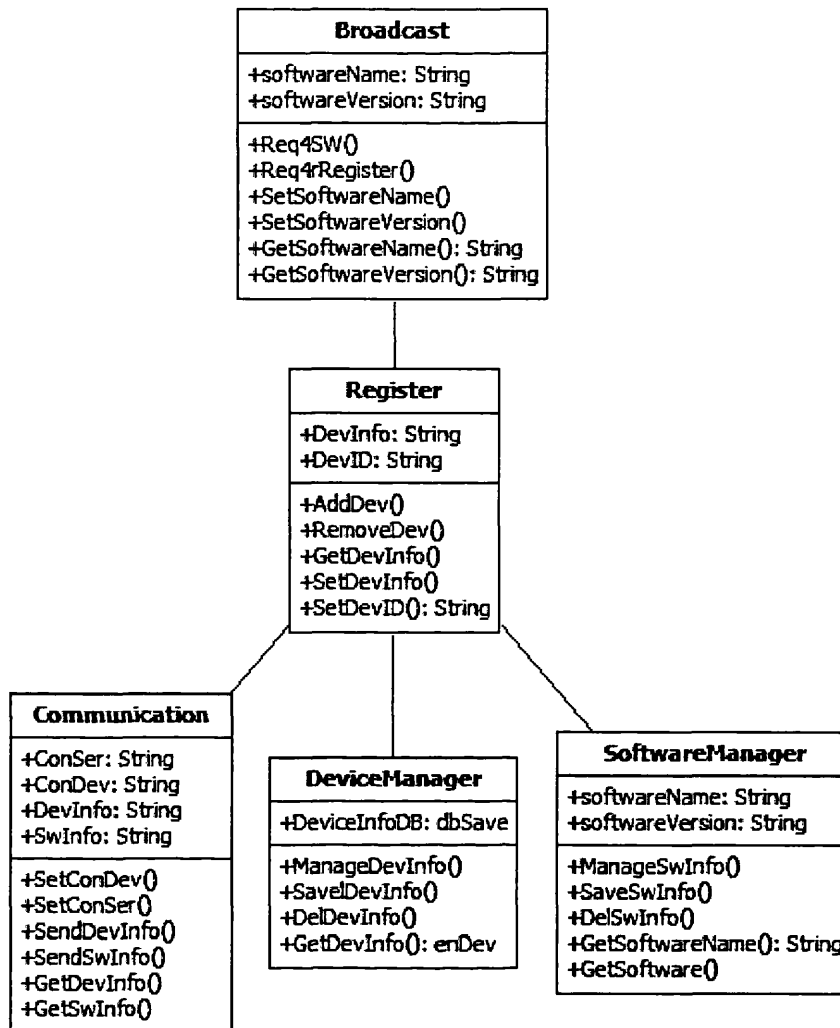 Broadcast
+softwareName: String
+softwareVersion: String
+Req4SW()
+Req4rRegister()
+SetSoftwareName()
+SetSoftwareVersion()
+GetSoftwareName(): String
+GetSoftwareVersion(): String
Register
+DevInfo: String
+DevID: String
+AddDev()
+RemoveDev()
+GetDevInfo()
+SetDevInfo()
+SetDevID(): String
Communication
+ConSer: String
+ConDev: String
+DevInfo: String
+SwInfo: String
+SetConDev()
+SetConSer()
+SendDevInfo()
+SendSwInfo()
+GetDevInfo()
+GetSwInfo()
DeviceManager
+DeviceInfoDB: dbSave
+ManageDevInfo()
+SavelDevInfo()
+DelDevInfo()
+GetDevInfo(): enDev
SoftwareManager
+softwareName: String
+softwareVersion: String
+ManageSwInfo()
+SaveSwInfo()
+DelSwInfo()
+GetSoftwareName(): String
+GetSoftware()